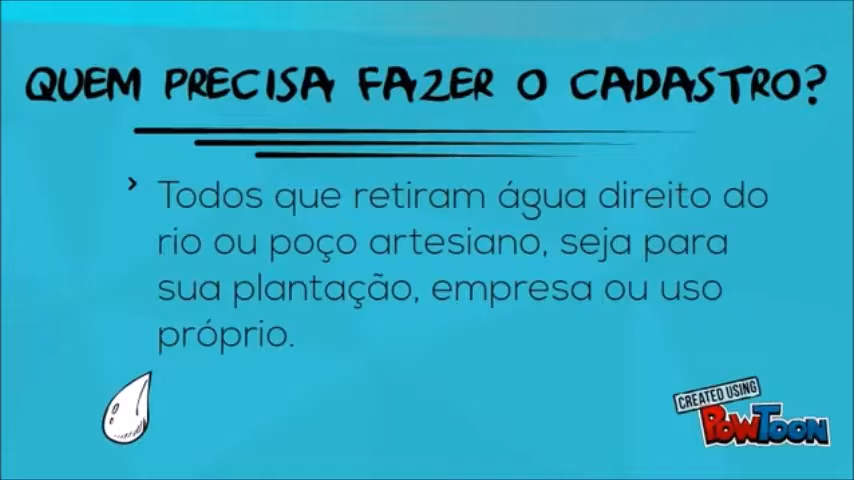 QUEM PRECISA FAZER O CADASTRO?
› Todos que retiram água direito do
rio ou poço artesiano, seja para
sua plantação, empresa ou uso
próprio.
CREATED USING
POWTOON